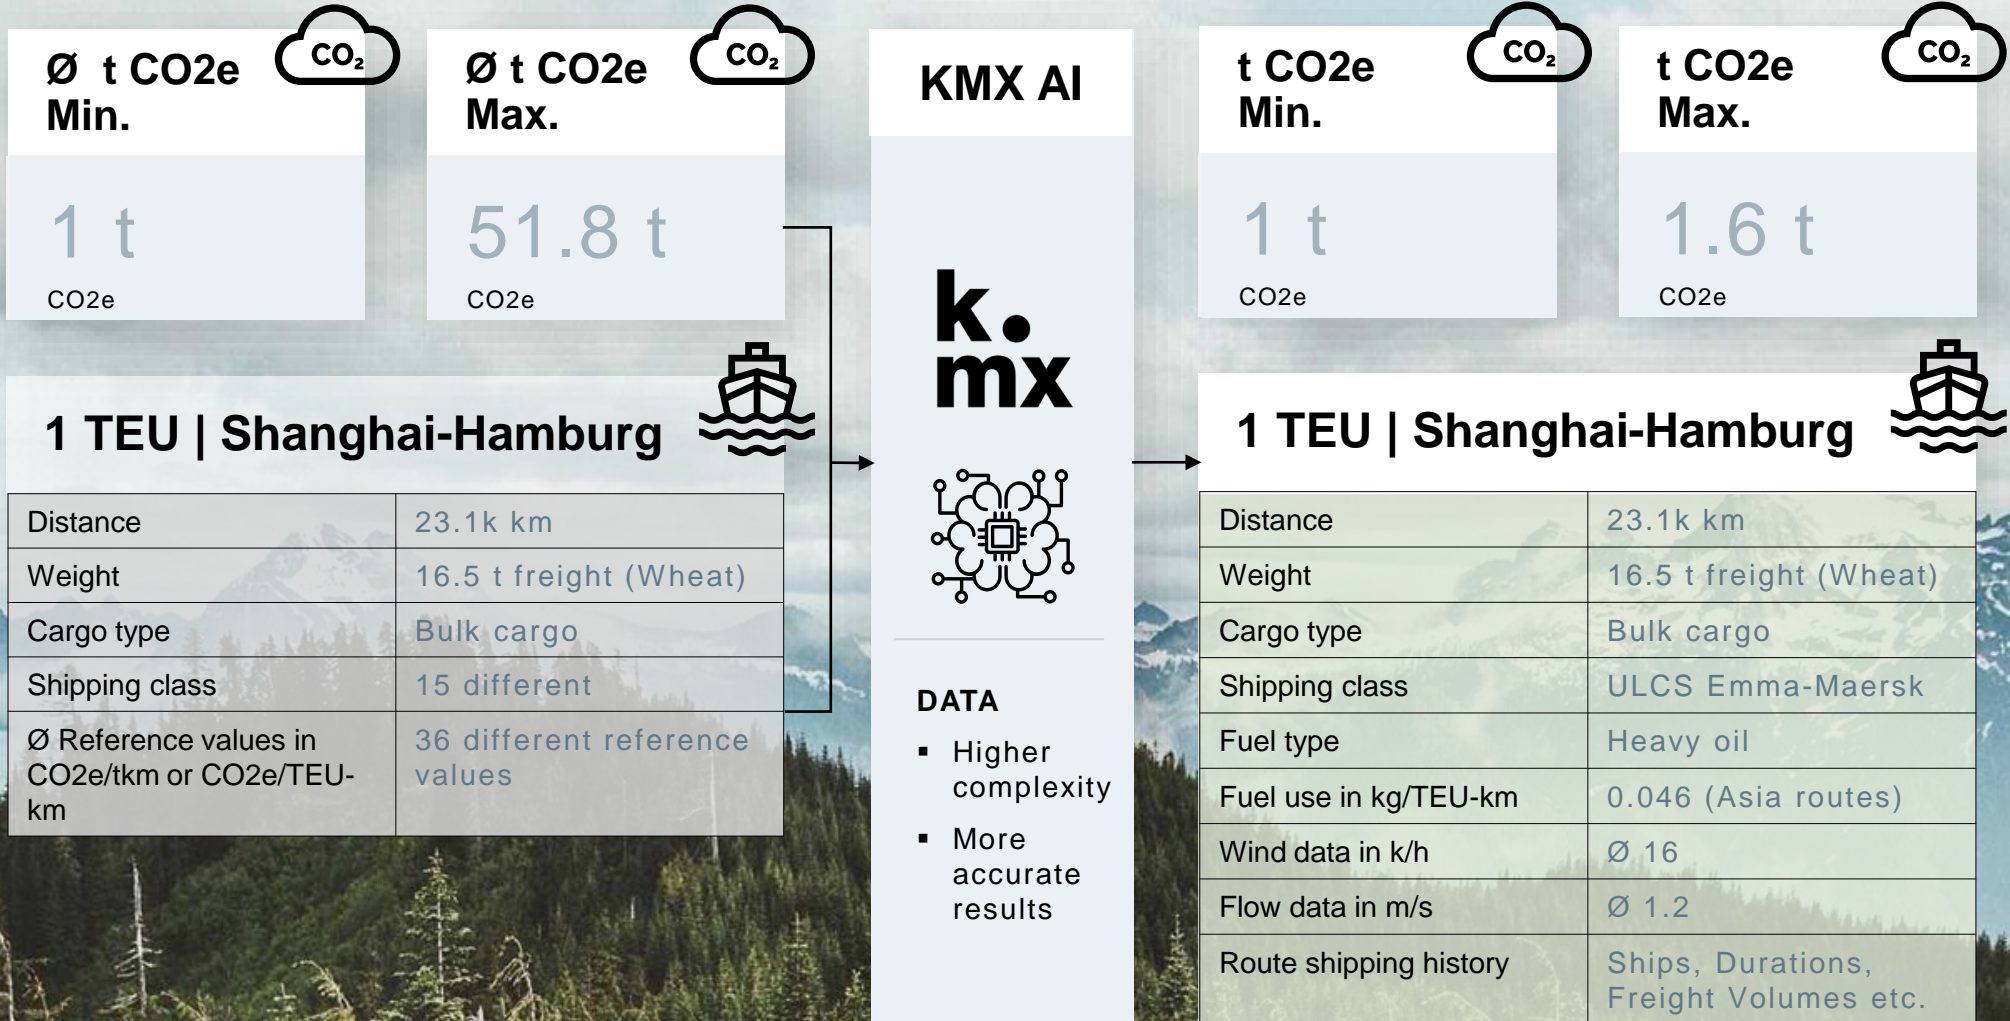 Ø t CO2e
Min.
CO₂
1 t
CO2e
Ø t CO2e
Max.
CO₂
51.8 t
CO2e
1 TEU | Shanghai-Hamburg
Distance
23.1k km
Weight
16.5 t freight (Wheat)
Cargo type
Bulk cargo
Shipping class
15 different
Ø Reference values in
CO2e/tkm or CO2e/TEU-
km
36 different reference
values
KMX AI
k.
mx
DATA
▪ Higher
complexity
▪ More
accurate
results
t CO2e
Min.
CO₂
1 t
CO2e
t CO2e
Max.
CO₂
1.6 t
CO2e
1 TEU | Shanghai-Hamburg
Distance
23.1k km
Weight
16.5 t freight (Wheat)
Cargo type
Bulk cargo
Shipping class
ULCS Emma-Maersk
Fuel type
Heavy oil
Fuel use in kg/TEU-km
0.046 (Asia routes)
Wind data in k/h
Ø 16
Flow data in m/s
Ø 1.2
Route shipping history
Ships, Durations,
Freight Volumes etc.